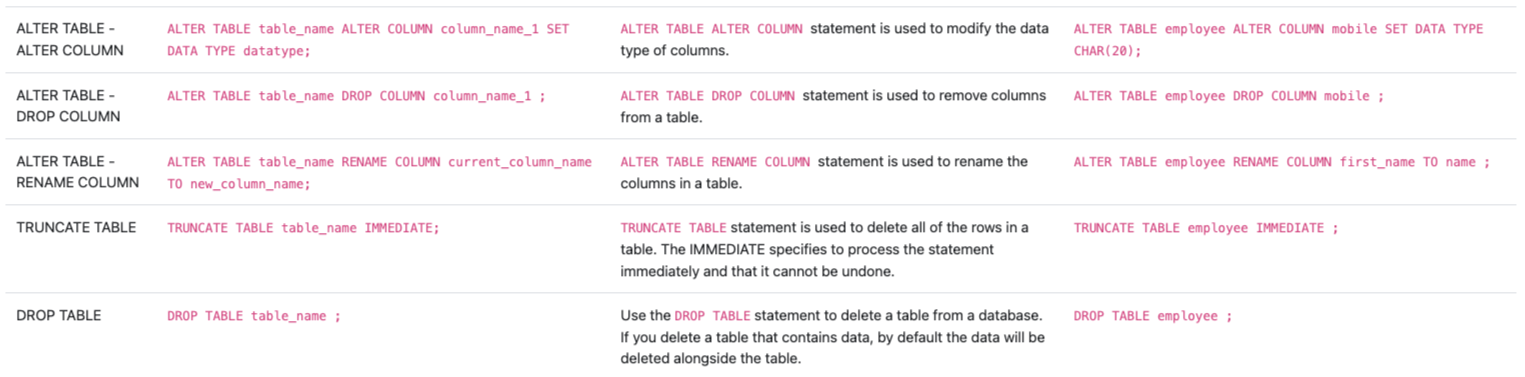 ALTER TABLE -
ALTER COLUMN
ALTER TABLE table_name ALTER COLUMN column_name_1 SET
DATA TYPE datatype;
ALTER TABLE ALTER COLUMN statement is used to modify the data
type of columns.
ALTER TABLE employee ALTER COLUMN mobile SET DATA TYPE
CHAR(20);
ALTER TABLE -
DROP COLUMN
ALTER TABLE table_name DROP COLUMN column_name_1 ;
ALTER TABLE DROP COLUMN statement is used to remove columns
from a table.
ALTER TABLE employee DROP COLUMN mobile ;
ALTER TABLE -
RENAME COLUMN
ALTER TABLE table_name RENAME COLUMN current_column_name
TO new_column_name;
ALTER TABLE RENAME COLUMN statement is used to rename the
columns in a table.
ALTER TABLE employee RENAME COLUMN first_name TO name ;
TRUNCATE TABLE
TRUNCATE TABLE table_name IMMEDIATE;
TRUNCATE TABLE statement is used to delete all of the rows in a
table. The IMMEDIATE specifies to process the statement
immediately and that it cannot be undone.
TRUNCATE TABLE employee IMMEDIATE ;
DROP TABLE
DROP TABLE table_name ;
Use the DROP TABLE statement to delete a table from a database.
If you delete a table that contains data, by default the data will be
deleted alongside the table.
DROP TABLE employee ;